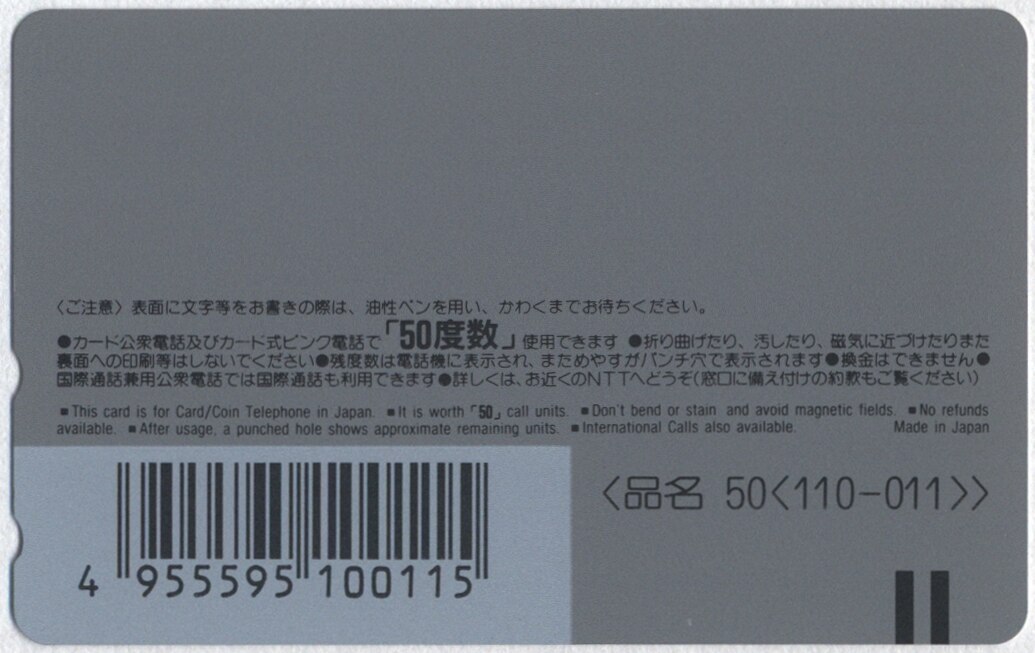 〈ご注意〉表面に文字等をお書きの際は、油性ペンを用い、かわくまでお待ちください。
●カード公衆電話及びカード式ピンク電話で「50度数」使用できます ●折り曲げたり、汚したり、磁気に近づけたりまた
裏面への印刷等はしないでください●残度数は電話機に表示され、まためやすがパンチ穴で表示されます●換金はできません●
国際通話兼用公衆電話では国際通話も利用できます●詳しくは、お近くのNTTへどうぞ(窓口に備え付けの約款もご覧ください)
■This card is for Card/Coin Telephone in Japan. ■It is worth「50」call units. ■Don't bend or stain and avoid magnetic fields. ■No refunds
available. ■After usage, a punched hole shows approximate remaining units. ■International Calls also available. Made in Japan
〈品名 50〈110-011〉〉
4 955595 100115